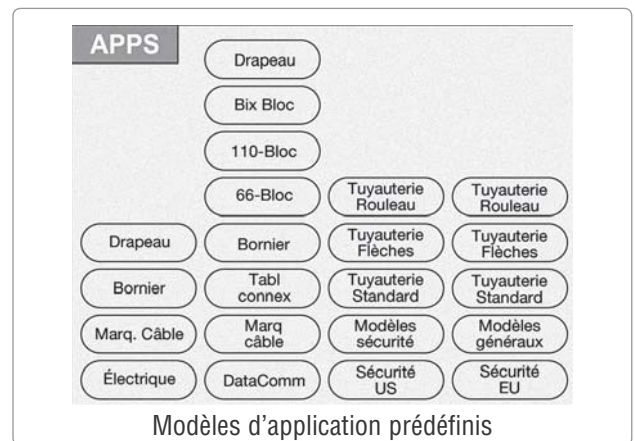 APPS
Drapeau
Bix Bloc
110-Bloc
66-Bloc
Tuyauterie
Rouleau
Tuyauterie
Rouleau
Drapeau
Bornier
Tuyauterie
Flèches
Tuyauterie
Flèches
Bornier
Tabl
connex
Tuyauterie
Standard
Tuyauterie
Standard
Marq. Câble
Marq
câble
Modèles
sécurité
Modèles
généraux
Électrique
DataComm
Sécurité
US
Sécurité
EU
Modèles d'application prédéfinis